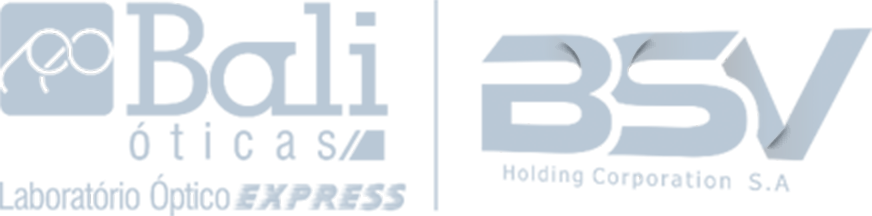 Bali
óticas
Laboratório Óptico EXPRESS
BSV
Holding Corporation S.A